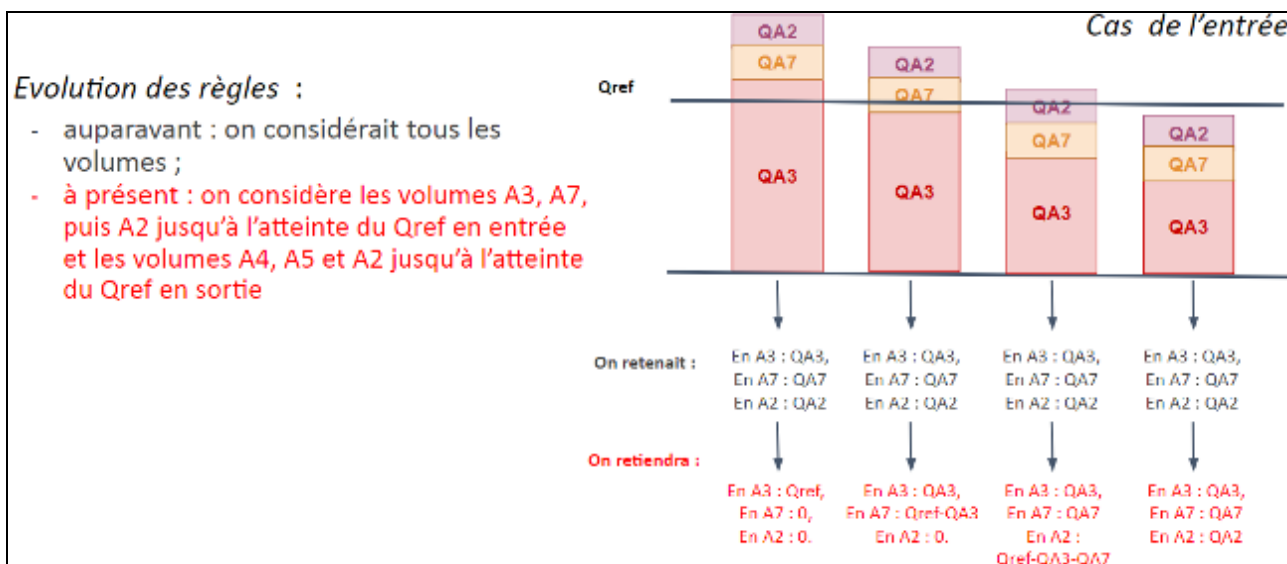 Cas de l'entrée
Evolution des règles :
- auparavant : on considérait tous les
volumes ;
- à présent : on considère les volumes A3, A7,
puis A2 jusqu'à l'atteinte du Qref en entrée
et les volumes A4, A5 et A2 jusqu'à l'atteinte
du Qref en sortie
Qref
QA2
QA7
QA3
QA2
QA7
QA3
QA2
QA7
QA3
QA2
QA7
QA3
On retenait :
En A3 : QA3,
En A7 : QA7
En A2 : QA2
En A3 : QA3,
En A7 : QA7
En A2 : QA2
En A3 : QA3,
En A7 : QA7
En A2 : QA2
En A3 : QA3,
En A7 : QA7
En A2 : QA2
On retiendra :
En A3 : Qref,
En A7 : 0,
En A2 : 0.
En A3 : QA3,
En A7 : Qref-QA3
En A2 : 0.
En A3 : QA3,
En A7 : QA7
En A2 :
Qref-QA3-QA7
En A3 : QA3,
En A7 : QA7
En A2 : QA2